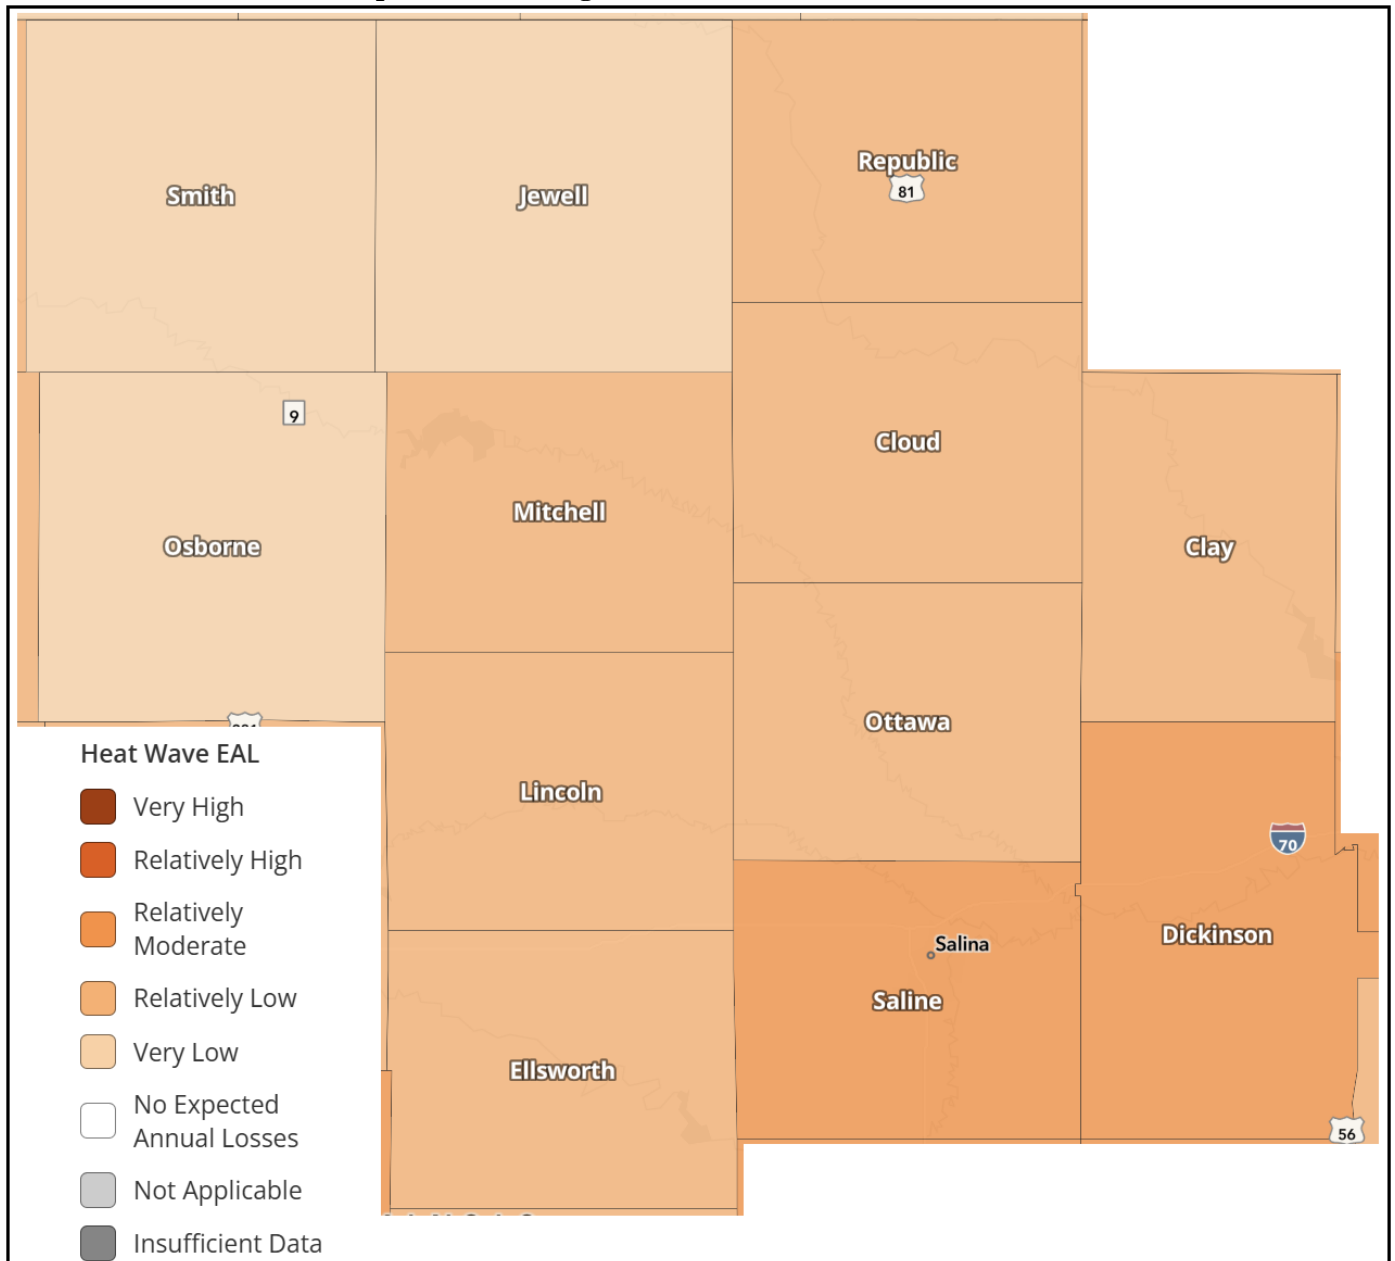 Republic
81
Smith
Jewell
9
Cloud
Mitchell
Osborne
Clay
Ottawa
Heat Wave EAL
Very High
Relatively High
Relatively
Moderate
Relatively Low
Very Low
No Expected
Annual Losses
Not Applicable
Insufficient Data
Lincoln
70
Dickinson
Salina
Saline
Ellsworth
56